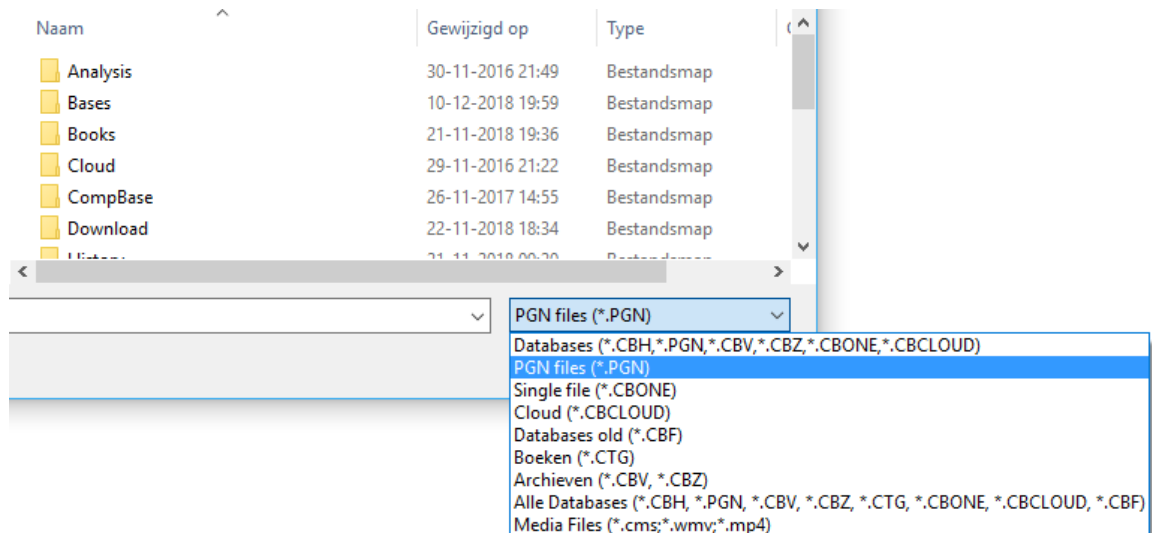 Naam Gewijzigd op Type
Analysis 30-11-2016 21:49 Bestandsmap
Bases 10-12-2018 19:59 Bestandsmap
Books 21-11-2018 19:36 Bestandsmap
Cloud 29-11-2016 21:22 Bestandsmap
CompBase 26-11-2017 14:55 Bestandsmap
Download 22-11-2018 18:34 Bestandsmap
PGN files (*.PGN)
Databases (*.CBH,*.PGN,*.CBV,*.CBZ,*.CBONE,*.CBCLOUD)
PGN files (*.PGN)
Single file (*.CBONE)
Cloud (*.CBCLOUD)
Databases old (*.CBF)
Boeken (*.CTG)
Archieven (*.CBV, *.CBZ)
Alle Databases (*.CBH, *.PGN, *.CBV, *.CBZ, *.CTG, *.CBONE, *.CBCLOUD, *.CBF)
Media Files (*.cms;*.wmv;*.mp4)